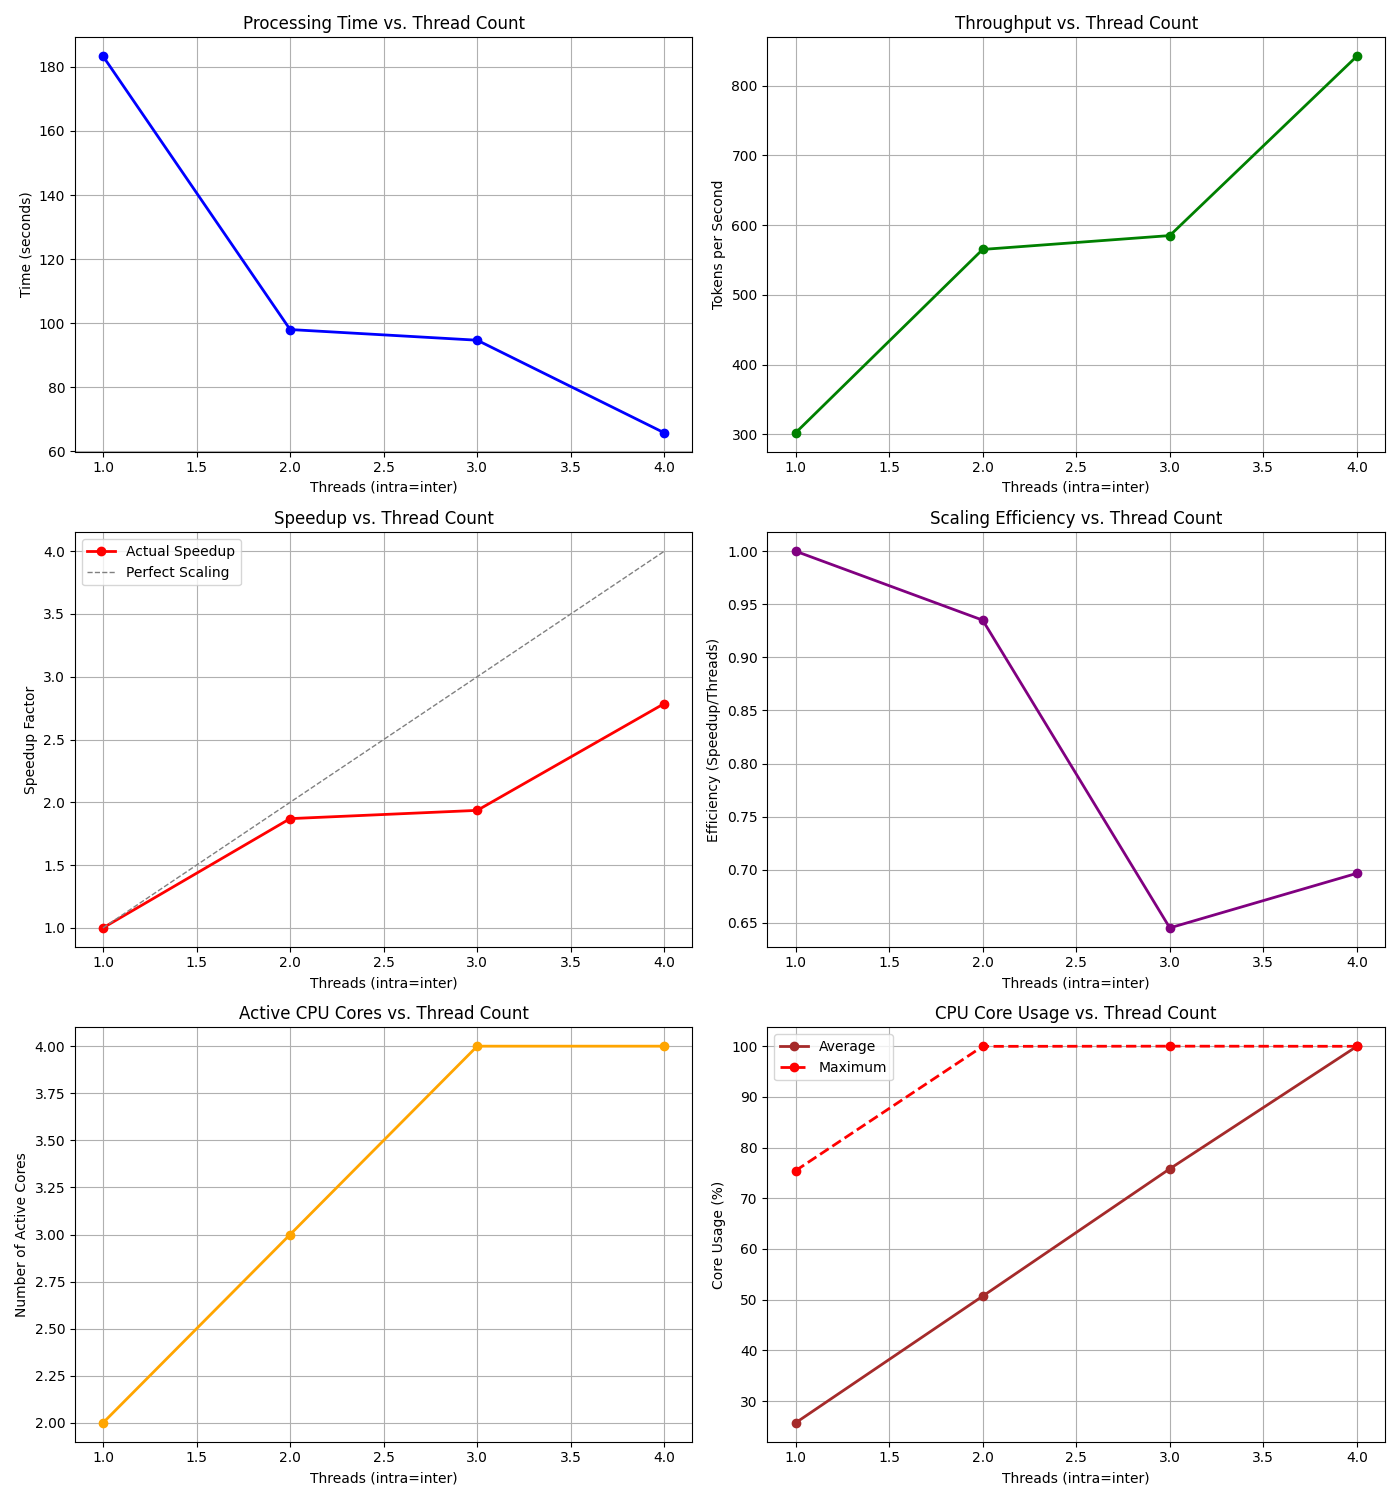 Processing Time vs. Thread Count
180
160
140
120
100
80
60
Time (seconds)
1.0 1.5 2.0 2.5 3.0 3.5 4.0
Threads (intra=inter)
Throughput vs. Thread Count
800
700
600
500
400
300
Tokens per Second
1.0 1.5 2.0 2.5 3.0 3.5 4.0
Threads (intra=inter)
Speedup vs. Thread Count
Actual Speedup
Perfect Scaling
4.0
3.5
3.0
2.5
2.0
1.5
1.0
Speedup Factor
1.0 1.5 2.0 2.5 3.0 3.5 4.0
Threads (intra=inter)
Scaling Efficiency vs. Thread Count
1.00
0.95
0.90
0.85
0.80
0.75
0.70
0.65
Efficiency (Speedup/Threads)
1.0 1.5 2.0 2.5 3.0 3.5 4.0
Threads (intra=inter)
Active CPU Cores vs. Thread Count
4.00
3.75
3.50
3.25
3.00
2.75
2.50
2.25
2.00
Number of Active Cores
1.0 1.5 2.0 2.5 3.0 3.5 4.0
Threads (intra=inter)
CPU Core Usage vs. Thread Count
Average
Maximum
100
90
80
70
60
50
40
30
Core Usage (%)
1.0 1.5 2.0 2.5 3.0 3.5 4.0
Threads (intra=inter)